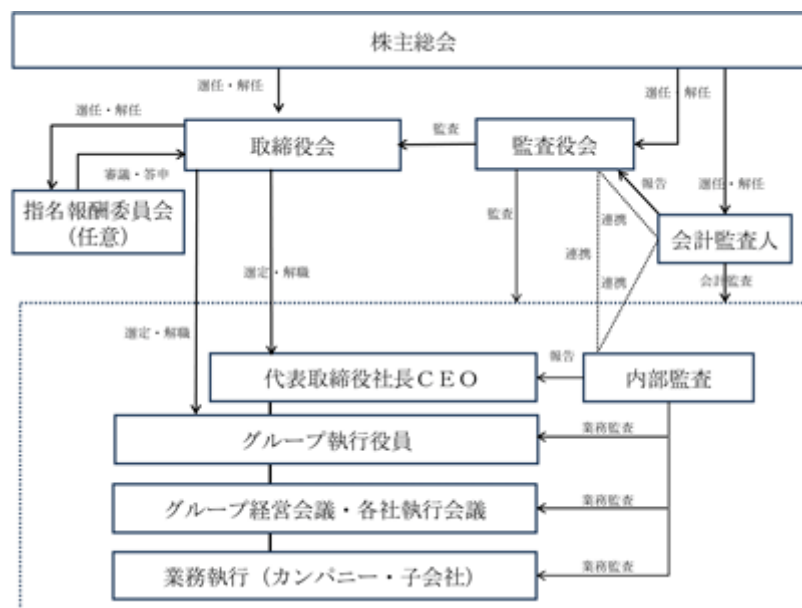 株主総会
選任・解任
選任・解任
選任・解任
取締役会
監査
監査役会
審議・答申
報告
選任・解任
指名報酬委員会
(任意)
監査
連携
会計監査人
連携
選定・解職
連携
会計監査
選定・解職
報告
代表取締役社長CEO
内部監査
グループ執行役員
業務監査
グループ経営会議・各社執行会議
業務監査
業務執行（カンパニー・子会社）
業務監査